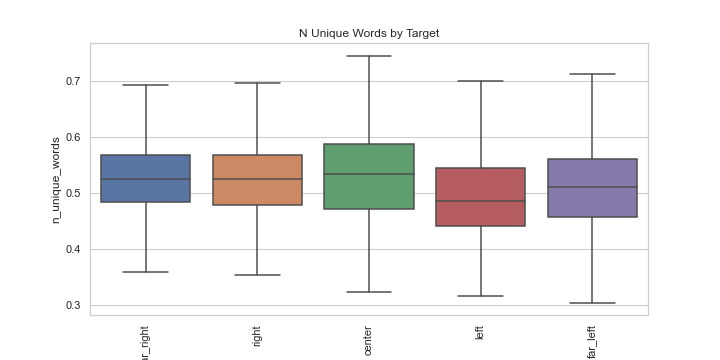 N Unique Words by Target
n_unique_words
0.7
0.6
0.5
0.4
0.3
ar_right
right
center
left
far_left